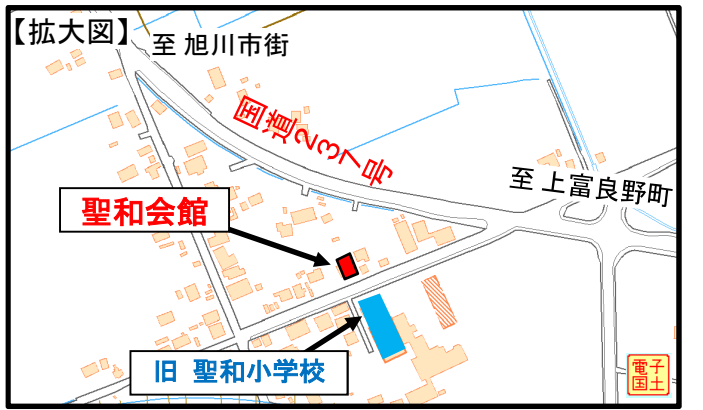 【拡大図】
至 旭川市街
国道237号
至 上富良野町
聖和会館
旧 聖和小学校
電子
国土